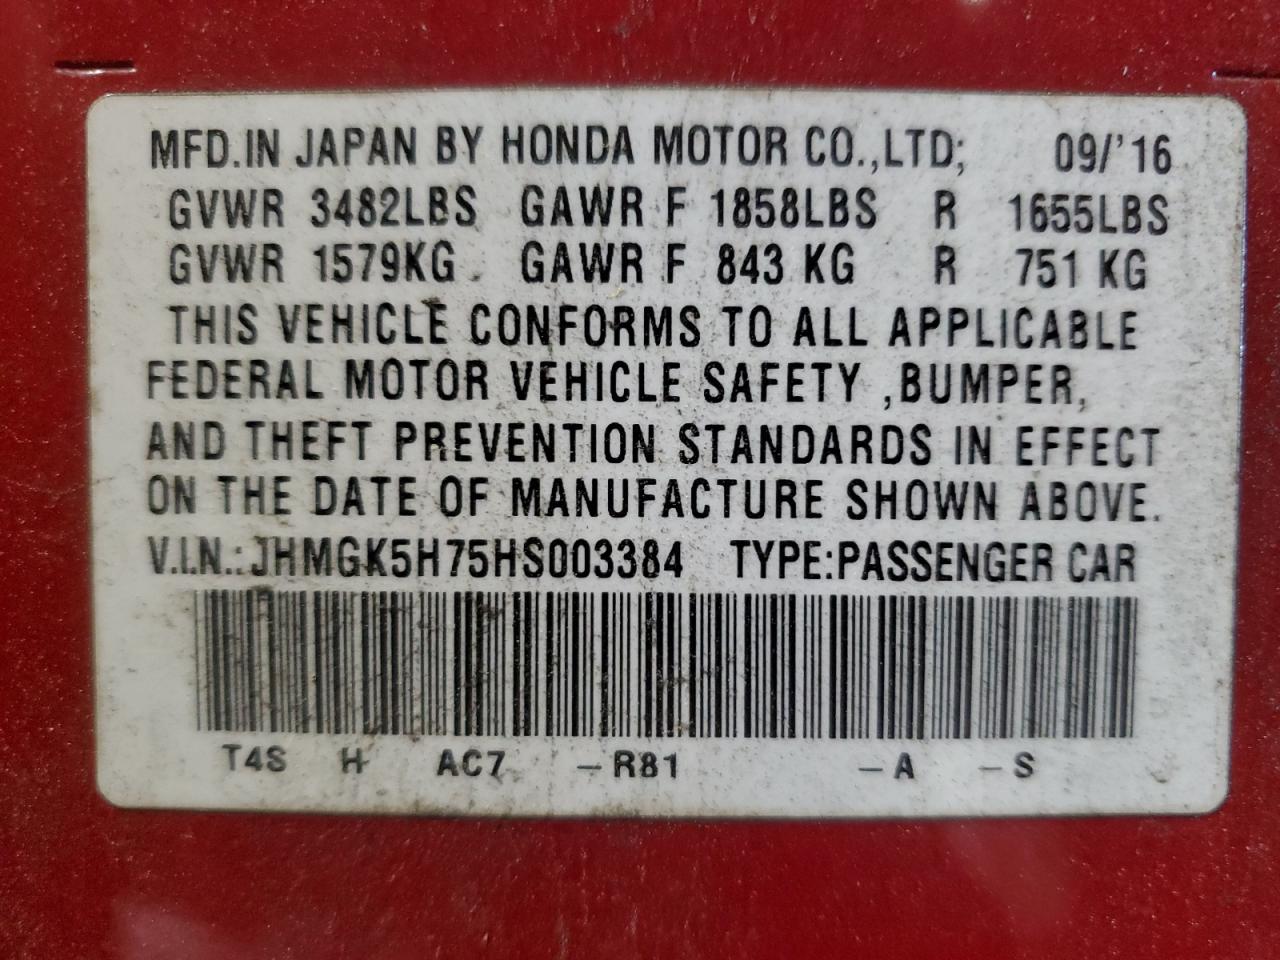 MFD.IN JAPAN BY HONDA MOTOR CO.,LTD; 09/'16
GVWR 3482LBS GAWR F 1858LBS R 1655LBS
GVWR 1579KG GAWR F 843 KG R 751 KG
THIS VEHICLE CONFORMS TO ALL APPLICABLE
FEDERAL MOTOR VEHICLE SAFETY ,BUMPER,
AND THEFT PREVENTION STANDARDS IN EFFECT
ON THE DATE OF MANUFACTURE SHOWN ABOVE.
V.I.N.: JHMGK5H75HS003384 TYPE:PASSENGER CAR
T4S H AC7 -R81 -A -S